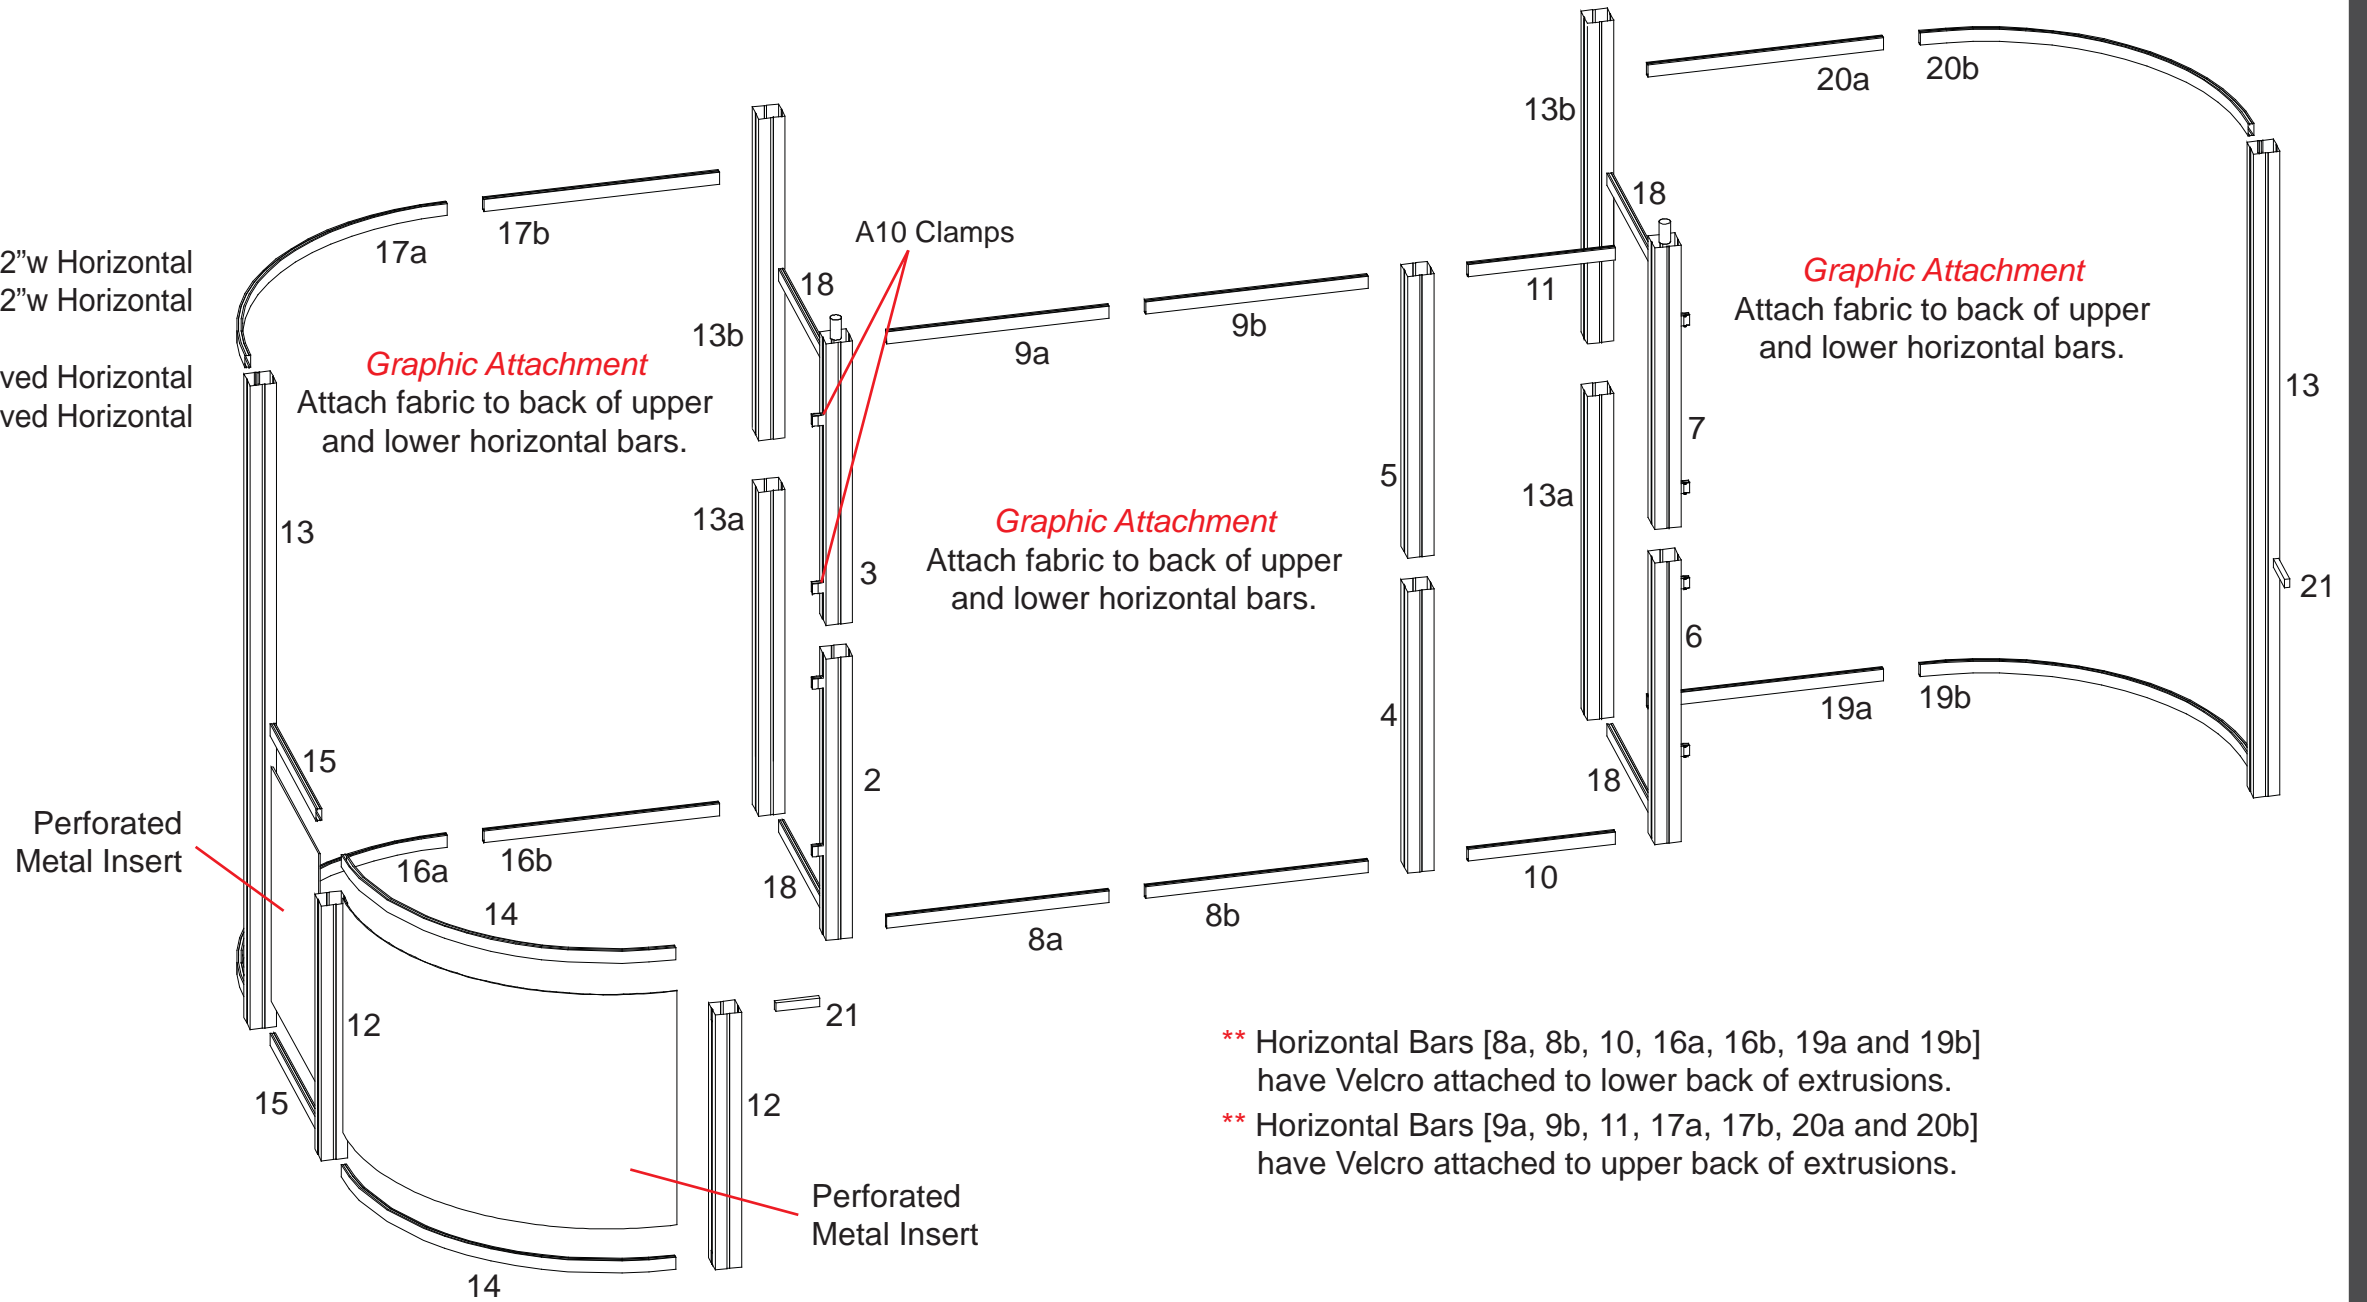 13b
20a
20b
18
17a
17b
A10 Clamps
2”w Horizontal
2”w Horizontal
ved Horizontal
ved Horizontal
18
11
Graphic Attachment
Attach fabric to back of upper
and lower horizontal bars.
13b
9a
9b
Graphic Attachment
Attach fabric to back of upper
and lower horizontal bars.
13
7
5
13a
13
13a
3
Graphic Attachment
Attach fabric to back of upper
and lower horizontal bars.
21
6
4
19a
19b
15
2
18
Perforated
Metal Insert
16a
16b
18
10
14
8a
8b
12
21
15
12
** Horizontal Bars [8a, 8b, 10, 16a, 16b, 19a and 19b]
have Velcro attached to lower back of extrusions.
** Horizontal Bars [9a, 9b, 11, 17a, 17b, 20a and 20b]
have Velcro attached to upper back of extrusions.
Perforated
Metal Insert
14